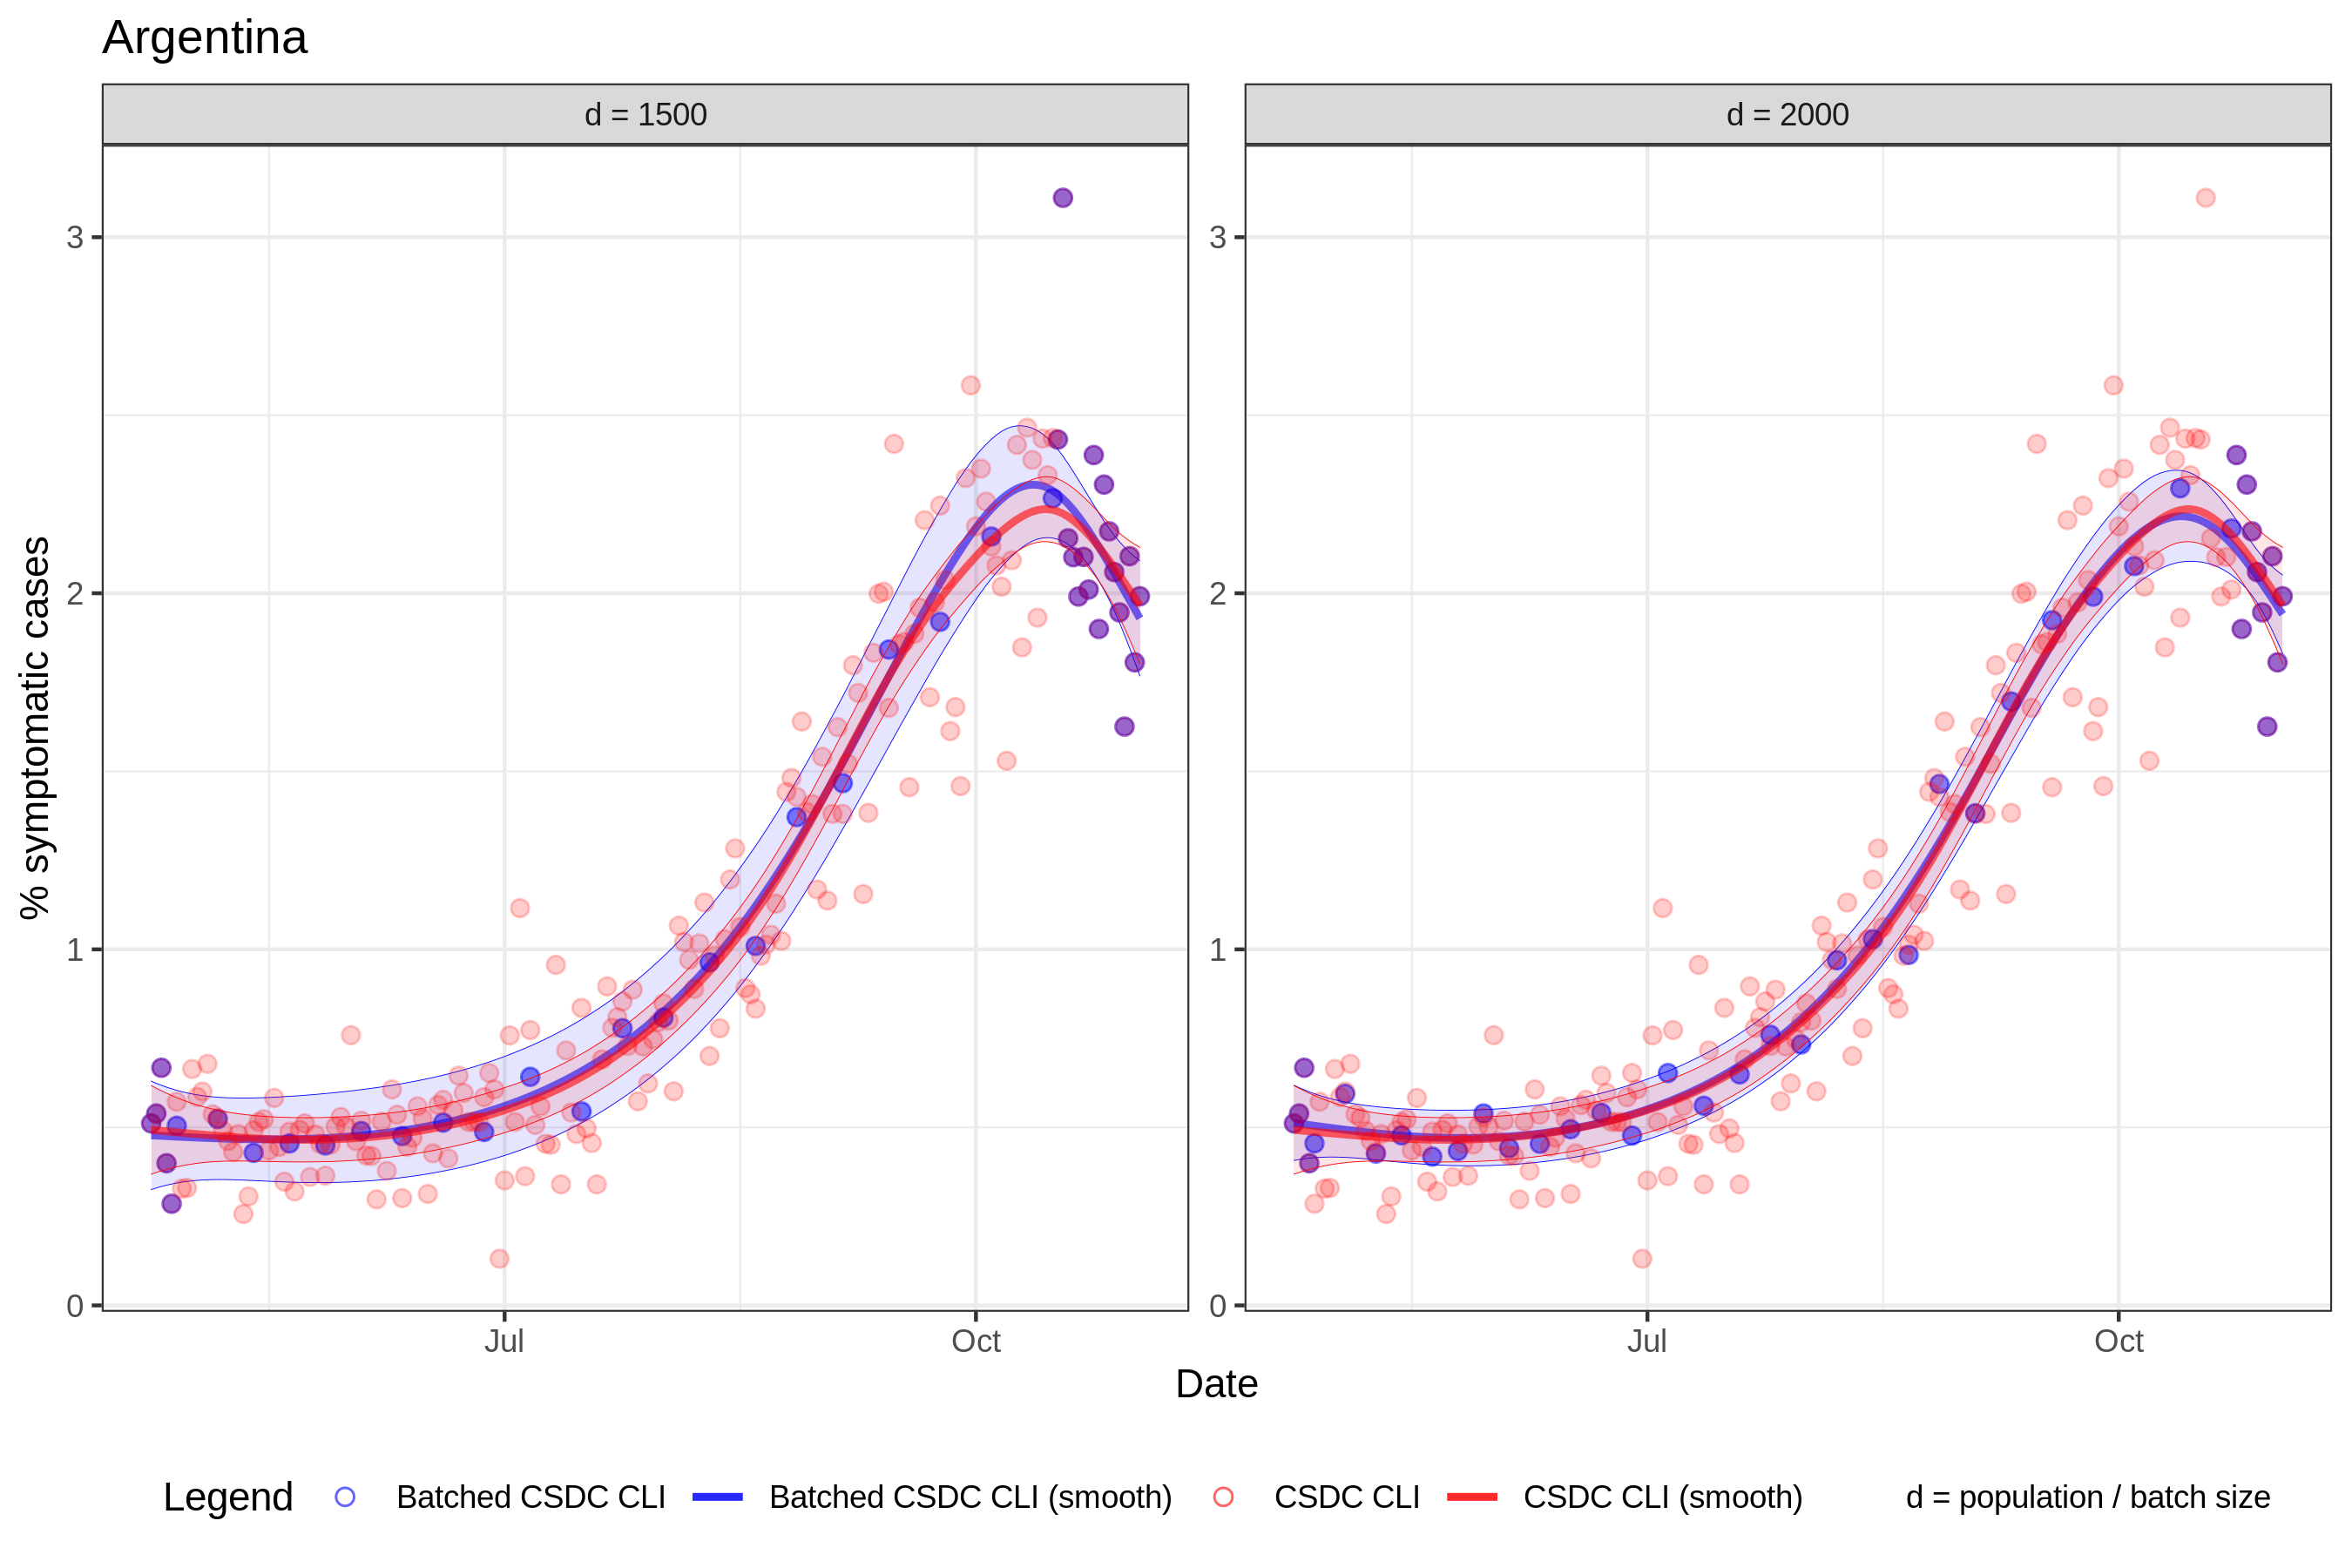 Argentina
d = 1500
d = 2000
% symptomatic cases
3
2
1
0
3
2
1
0
Jul
Oct
Jul
Oct
Date
Legend
Batched CSDC CLI
Batched CSDC CLI (smooth)
CSDC CLI
CSDC CLI (smooth)
d = population / batch size